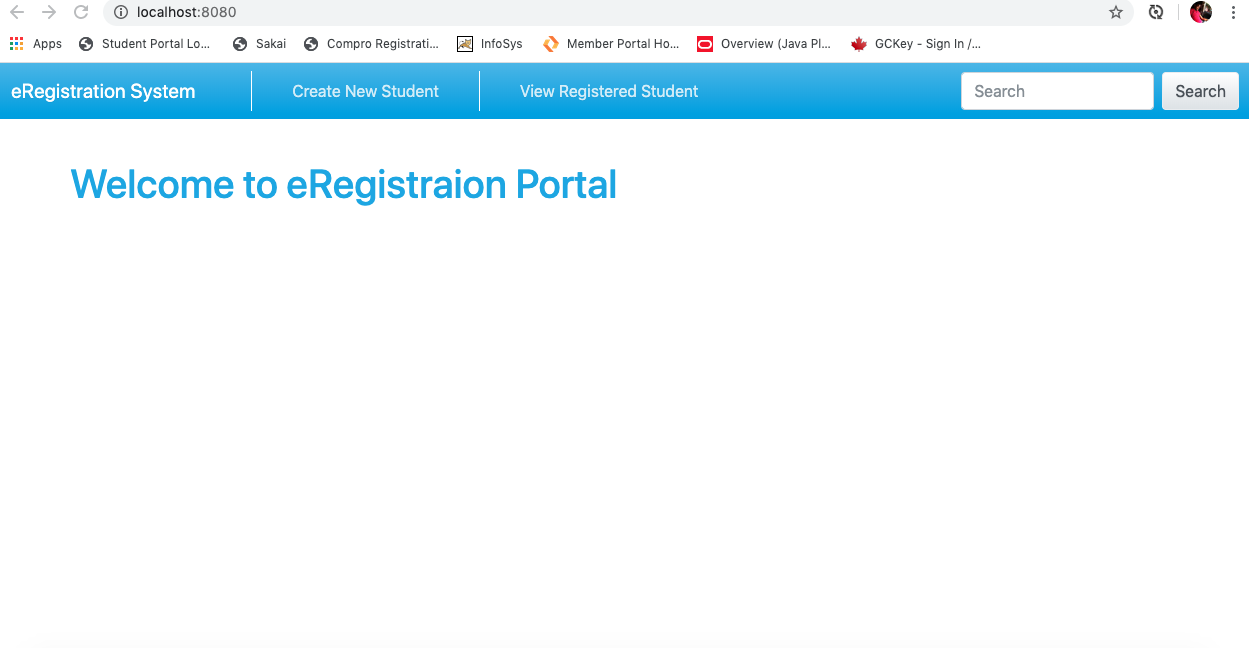 localhost:8080
Apps Student Portal Lo... Sakai Compro Registrati... InfoSys Member Portal Ho... Overview (Java Pl... GCKey - Sign In /...
eRegistration System Create New Student View Registered Student Search Search
Welcome to eRegistraion Portal